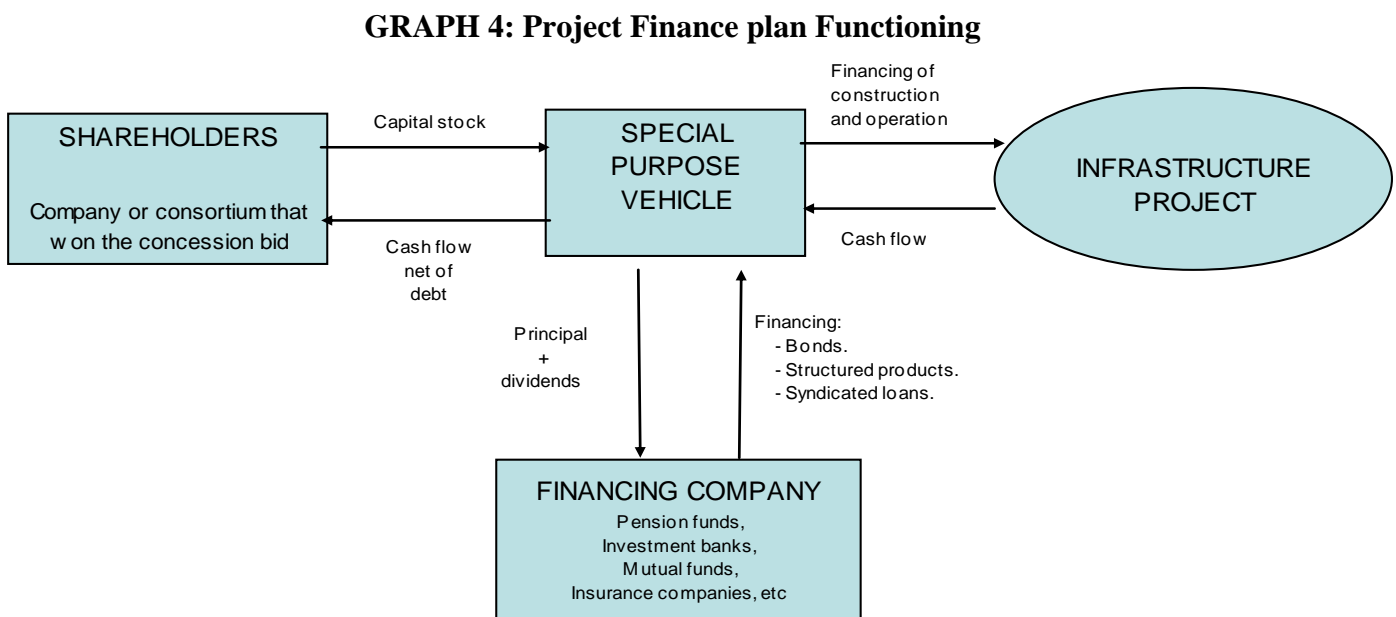 GRAPH 4: Project Finance plan Functioning
SHAREHOLDERS
Company or consortium that
won the concession bid
Capital stock
Cash flow
net of
debt
SPECIAL
PURPOSE
VEHICLE
Financing of
construction
and operation
Cash flow
INFRASTRUCTURE
PROJECT
Principal
+
dividends
Financing:
- Bonds.
- Structured products.
- Syndicated loans.
FINANCING COMPANY
Pension funds,
Investment banks,
Mutual funds,
Insurance companies, etc